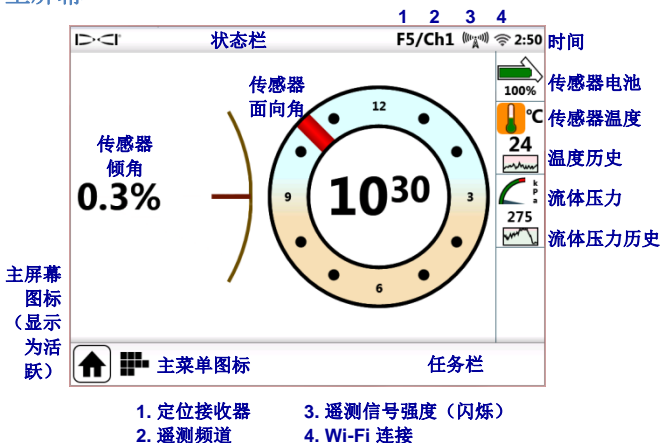 主屏幕
1 2 3 4
状态栏 F5/Ch1 2:50 时间
传感器
面向角
传感器
倾角
0.3%
12
3
6
9
10³⁰
100% 传感器电池
°C 传感器温度
24 温度历史
k
P
a
流体压力
275
流体压力历史
主屏幕
图标
（显示
为活
跃）
主菜单图标 任务栏
1. 定位接收器 3. 遥测信号强度（闪烁）
2. 遥测频道 4. Wi-Fi 连接